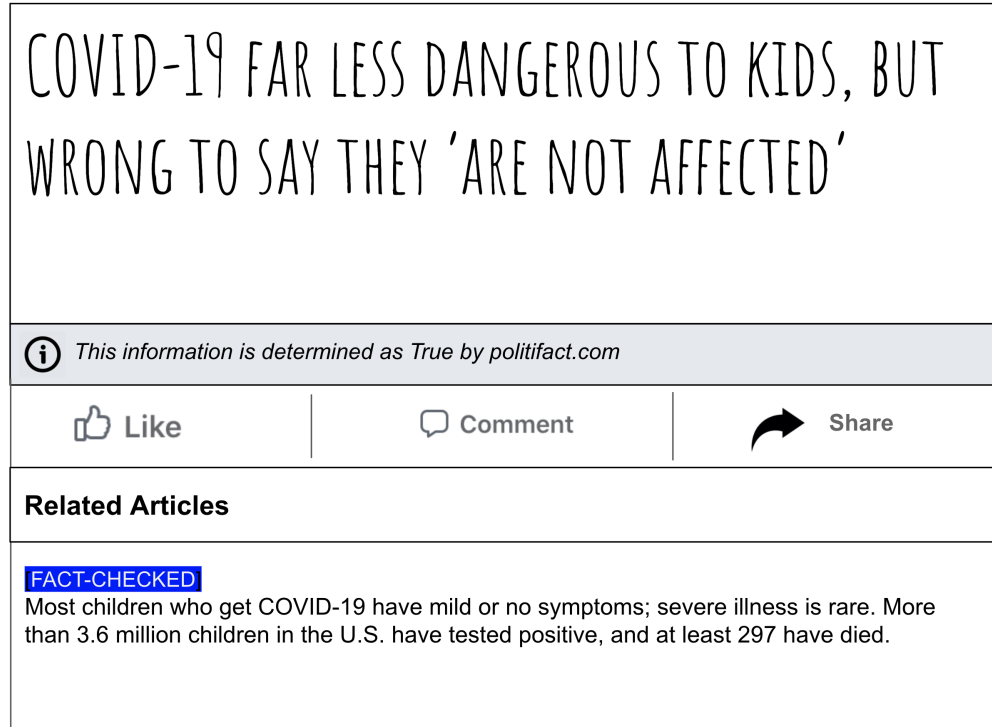 COVID-19 FAR LESS DANGEROUS TO KIDS, BUT
WRONG TO SAY THEY 'ARE NOT AFFECTED'
This information is determined as True by politifact.com
Like
Comment
Share
Related Articles
[FACT-CHECKED]
Most children who get COVID-19 have mild or no symptoms; severe illness is rare. More
than 3.6 million children in the U.S. have tested positive, and at least 297 have died.